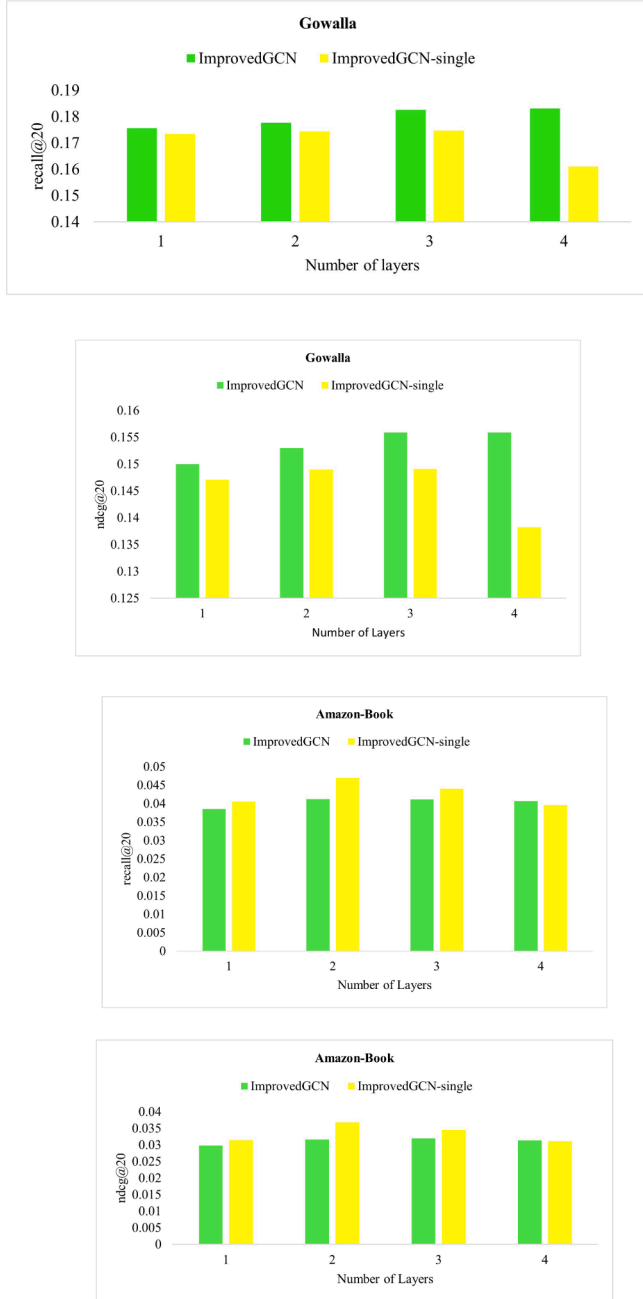 Gowalla
ImprovedGCN ImprovedGCN-single
0.19
0.18
0.17
0.16
0.15
0.14
recall@20
1 2 3 4
Number of layers
Gowalla
ImprovedGCN ImprovedGCN-single
0.16
0.155
0.15
0.145
0.14
0.135
0.13
0.125
ndcg@20
1 2 3 4
Number of Layers
Amazon-Book
ImprovedGCN ImprovedGCN-single
0.05
0.045
0.04
0.035
0.03
0.025
0.02
0.015
0.01
0.005
0
recall@20
1 2 3 4
Number of Layers
Amazon-Book
ImprovedGCN ImprovedGCN-single
0.04
0.035
0.03
0.025
0.02
0.015
0.01
0.005
0
ndcg@20
1 2 3 4
Number of Layers